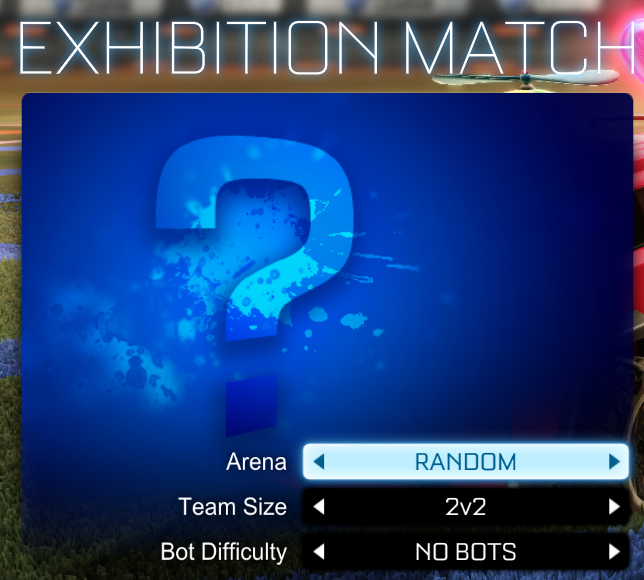 EXHIBITION MATCH
Arena RANDOM
Team Size 2v2
Bot Difficulty NO BOTS